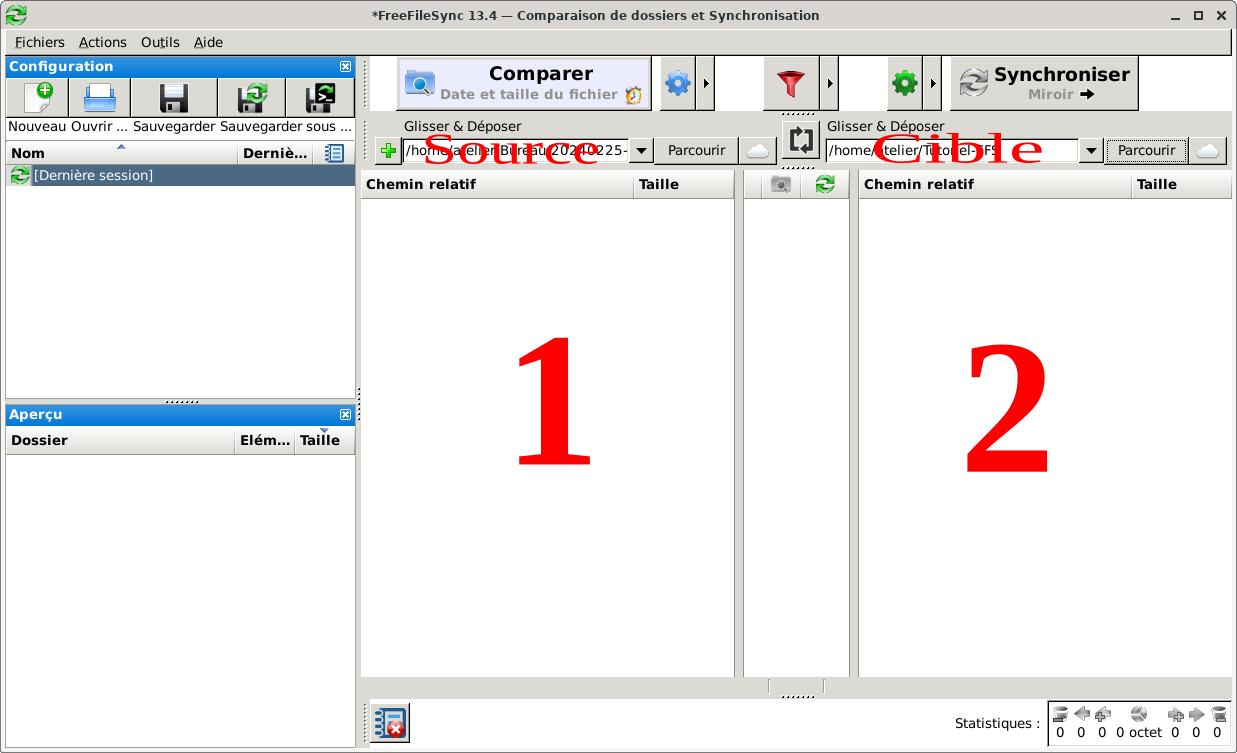 *FreeFileSync 13.4 — Comparaison de dossiers et Synchronisation
Fichiers Actions Outils Aide
Configuration
Nouveau Ouvrir ... Sauvegarder Sauvegarder sous ...
Nom Derniè...
[Dernière session]
Aperçu
Dossier Elém... Taille
Comparer
Date et taille du fichier
Synchroniser
Miroir
Glisser & Déposer
/home/atelier/Bureau/20240225-
Source
Parcourir
Glisser & Déposer
/home/atelier/Tutoriel-FFS
Cible
Parcourir
Chemin relatif Taille
Chemin relatif Taille
1
2
Statistiques :
0 0 0 0 octet 0 0 0